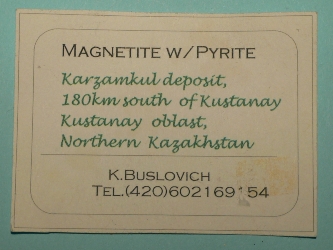 MAGNETITE W/PYRITE
Karzamkul deposit,
180km south of Kustanay
Kustanay oblast,
Northern Kazakhstan
K.BUSLOVICH
TEL.(420)602169154